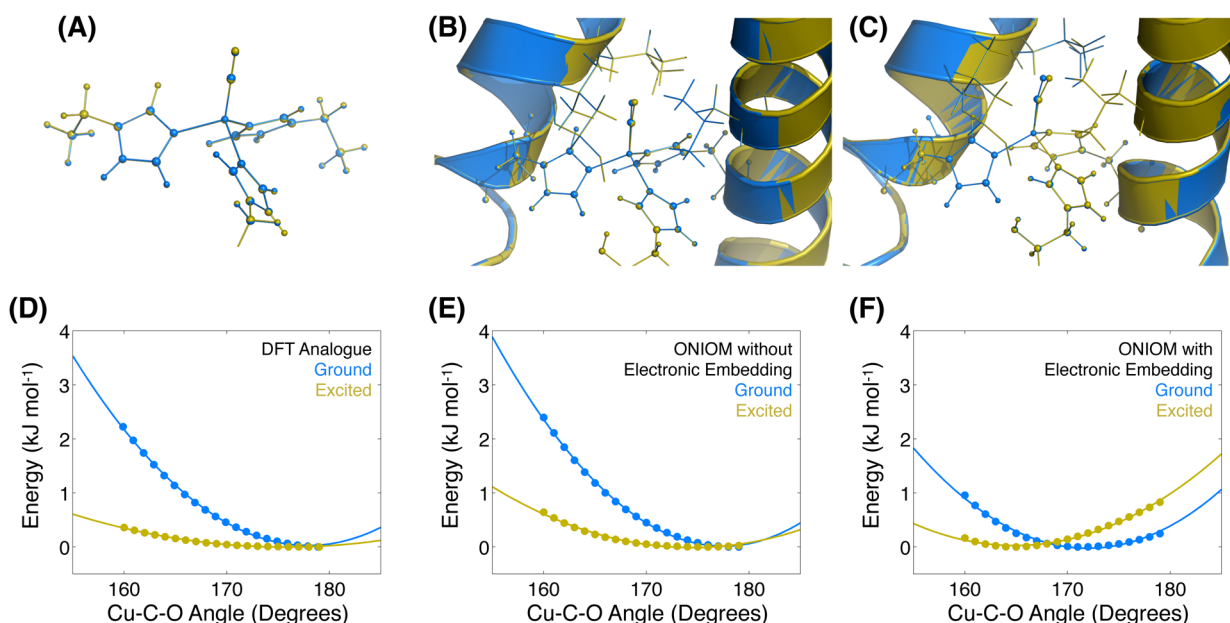 (A)
(B)
(C)
(D)
4
3
2
1
0
Energy (kJ mol⁻¹)
DFT Analogue
Ground
Excited
160
170
180
Cu-C-O Angle (Degrees)
(E)
4
3
2
1
0
Energy (kJ mol⁻¹)
ONIOM without
Electronic Embedding
Ground
Excited
160
170
180
Cu-C-O Angle (Degrees)
(F)
4
3
2
1
0
Energy (kJ mol⁻¹)
ONIOM with
Electronic Embedding
Ground
Excited
160
170
180
Cu-C-O Angle (Degrees)